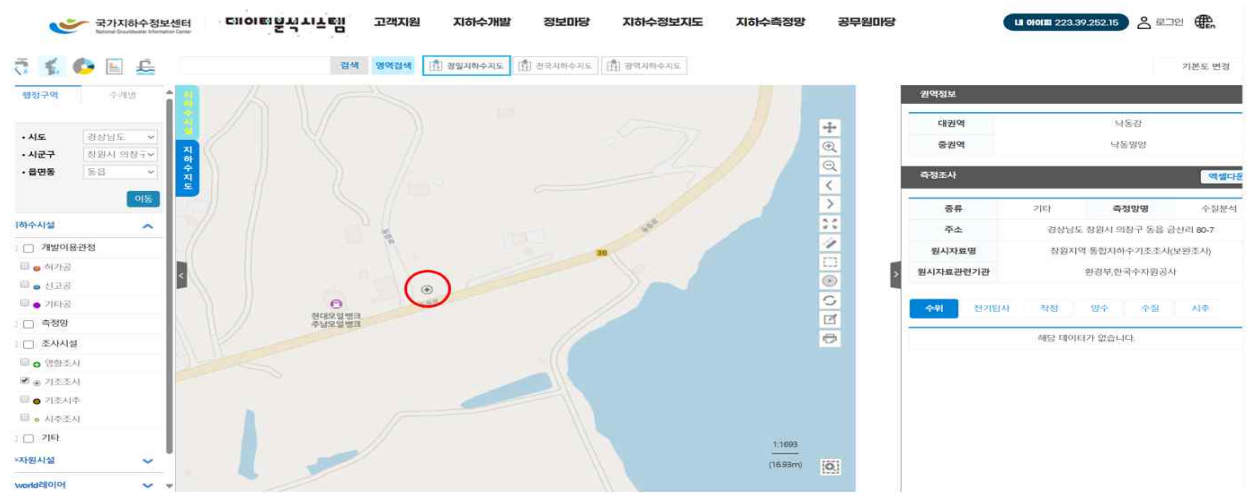 국가지하수정보센터
National Groundwater Information Center
데이터분석시스템 고객지원 지하수개발 정보마당 지하수정보지도 지하수측정망 공무원마당
내 아이피 223.39.252.15 로그인 En
검색 영역검색 정밀지하수지도 전국지하수지도 광역지하수지도 기본도 변경
행정구역 수계별
• 시도 경상남도
• 시군구 창원시 의창구
• 읍면동 동읍
이동
지하수시설
개발이용관정
허가공
신고공
기타공
측정망
조사시설
영향조사
기초조사
기초시추
시추조사
기타
수자원시설
world레이어
지하수시설
지하수지도
30
현대오일뱅크
주남오일뱅크
1:1693
(16.93m)
권역정보
대권역 낙동강
중권역 낙동밀양
측정조사 엑셀다운
종류 기타 측정망명 수질분석
주소 경상남도 창원시 의창구 동읍 금산리 80-7
원시자료명 창원지역 통합지하수기초조사(보완조사)
원시자료관련기관 환경부,한국수자원공사
수위 전기탐사 착정 양수 수질 시추
해당 데이터가 없습니다.